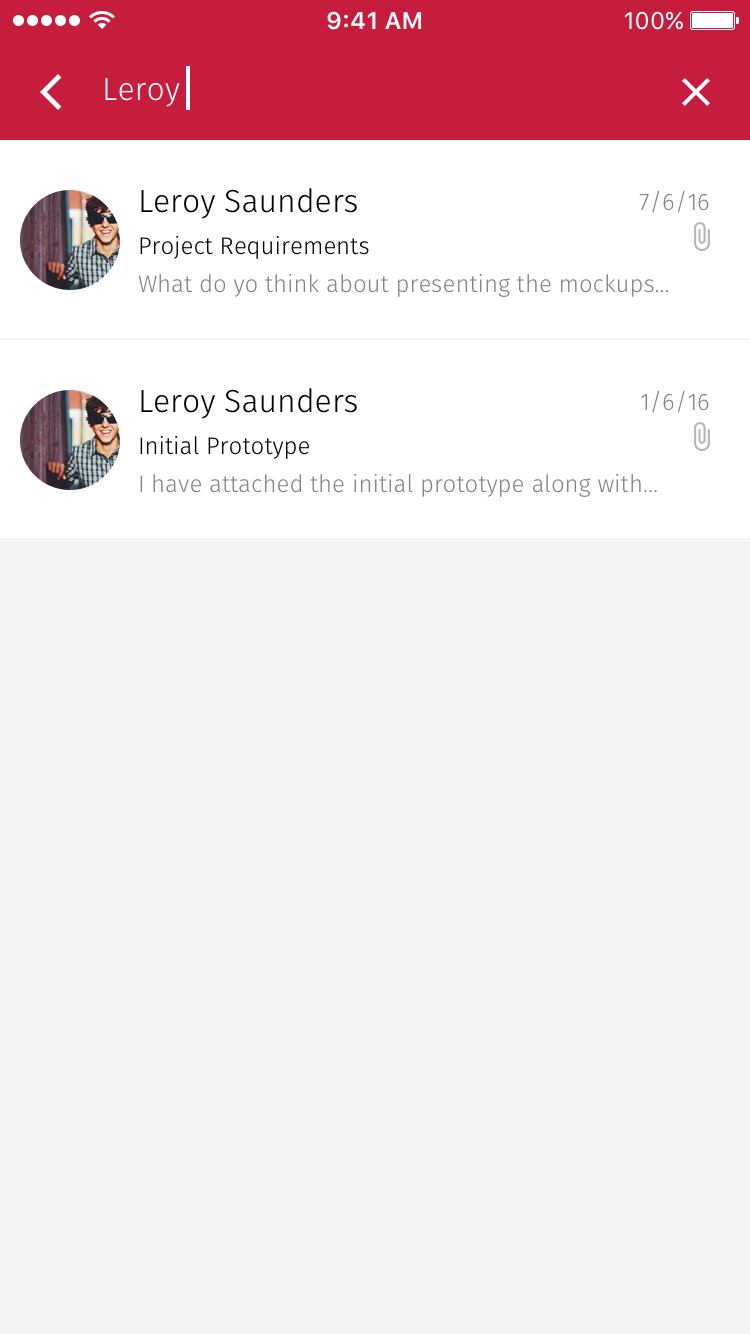 9:41 AM 100%
Leroy
Leroy Saunders 7/6/16
Project Requirements
What do yo think about presenting the mockups...
Leroy Saunders 1/6/16
Initial Prototype
I have attached the initial prototype along with...